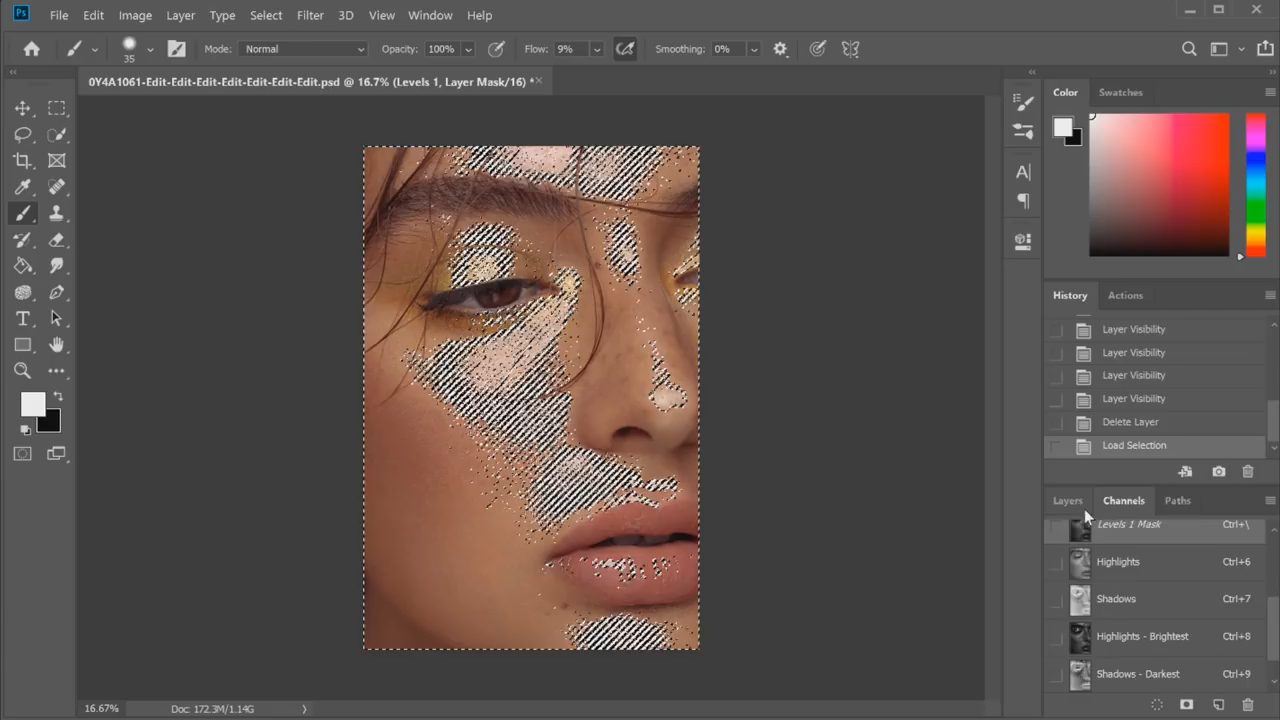 Ps File Edit Image Layer Type Select Filter 3D View Window Help
35 Mode: Normal Opacity: 100% Flow: 9% Smoothing: 0%
0Y4A1061-Edit-Edit-Edit-Edit-Edit-Edit-Edit.psd @ 16.7% (Levels 1, Layer Mask/16) *
Color Swatches
History Actions
Layer Visibility
Layer Visibility
Layer Visibility
Layer Visibility
Delete Layer
Load Selection
Layers Channels Paths
Levels 1 Mask Ctrl+\
Highlights Ctrl+6
Shadows Ctrl+7
Highlights - Brightest Ctrl+8
Shadows - Darkest Ctrl+9
16.67% Doc: 172.3M/1.14G